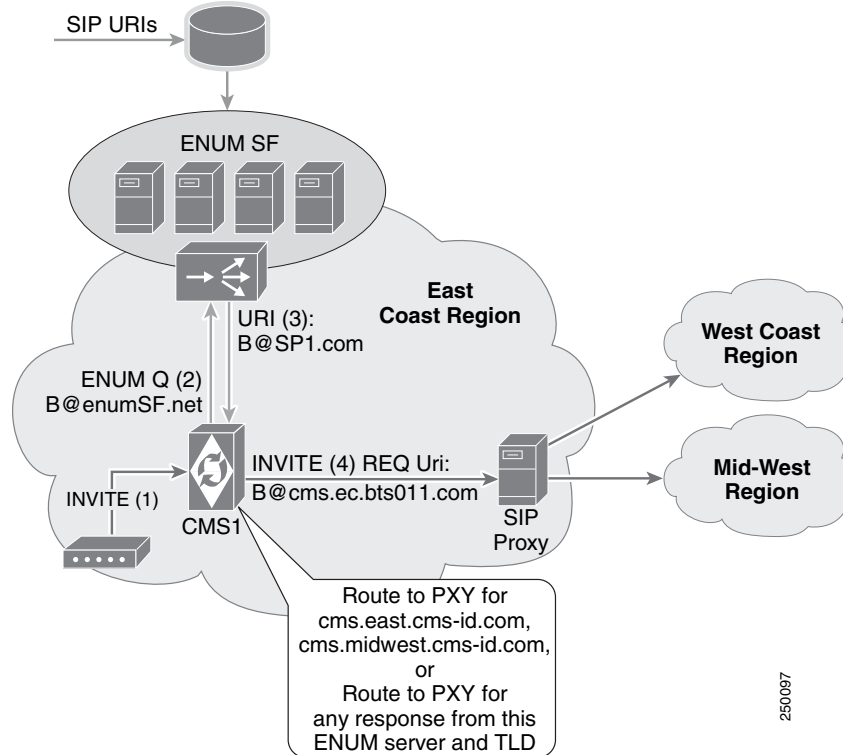 SIP URIs
ENUM SF
East
Coast Region
URI (3):
B@SP1.com
West Coast
Region
ENUM Q (2)
B@enumSF.net
INVITE (4) REQ Uri:
B@cms.ec.bts011.com
Mid-West
Region
INVITE (1)
CMS1
SIP
Proxy
Route to PXY for
cms.east.cms-id.com,
cms.midwest.cms-id.com,
or
Route to PXY for
any response from this
ENUM server and TLD
250097